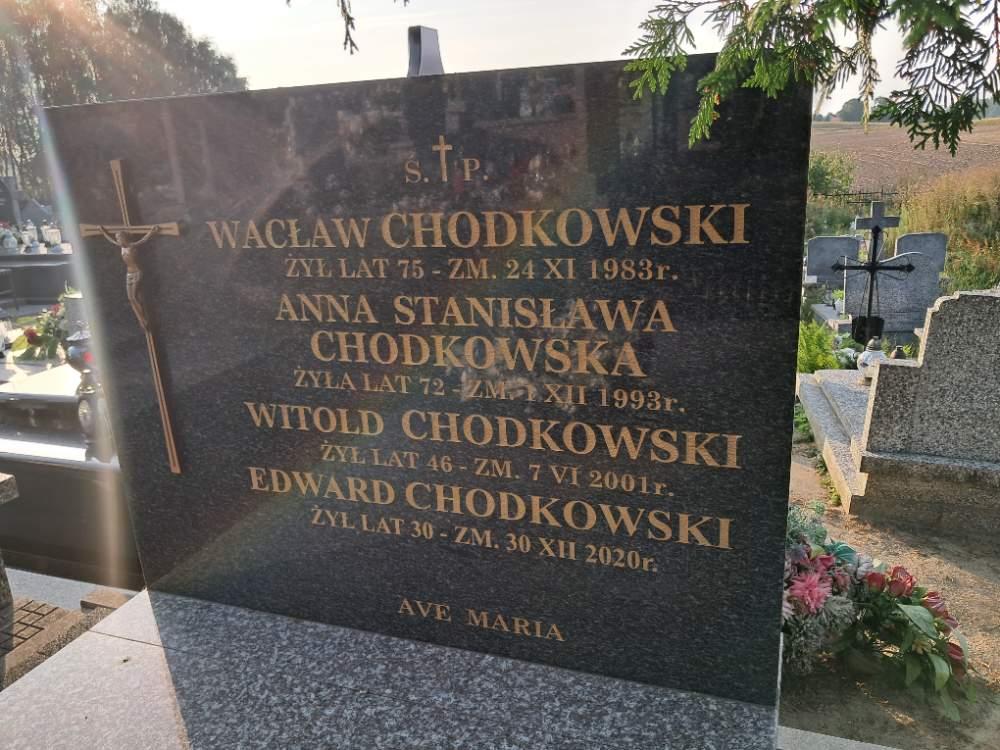 Ś. † P.
WACŁAW CHODKOWSKI
ŻYŁ LAT 75 - ZM. 24 XI 1983r.
ANNA STANISŁAWA
CHODKOWSKA
ŻYŁA LAT 72 - ZM. 1 XII 1993r.
WITOLD CHODKOWSKI
ŻYŁ LAT 46 - ZM. 7 VI 2001r.
EDWARD CHODKOWSKI
ŻYŁ LAT 30 - ZM. 30 XII 2020r.
AVE MARIA